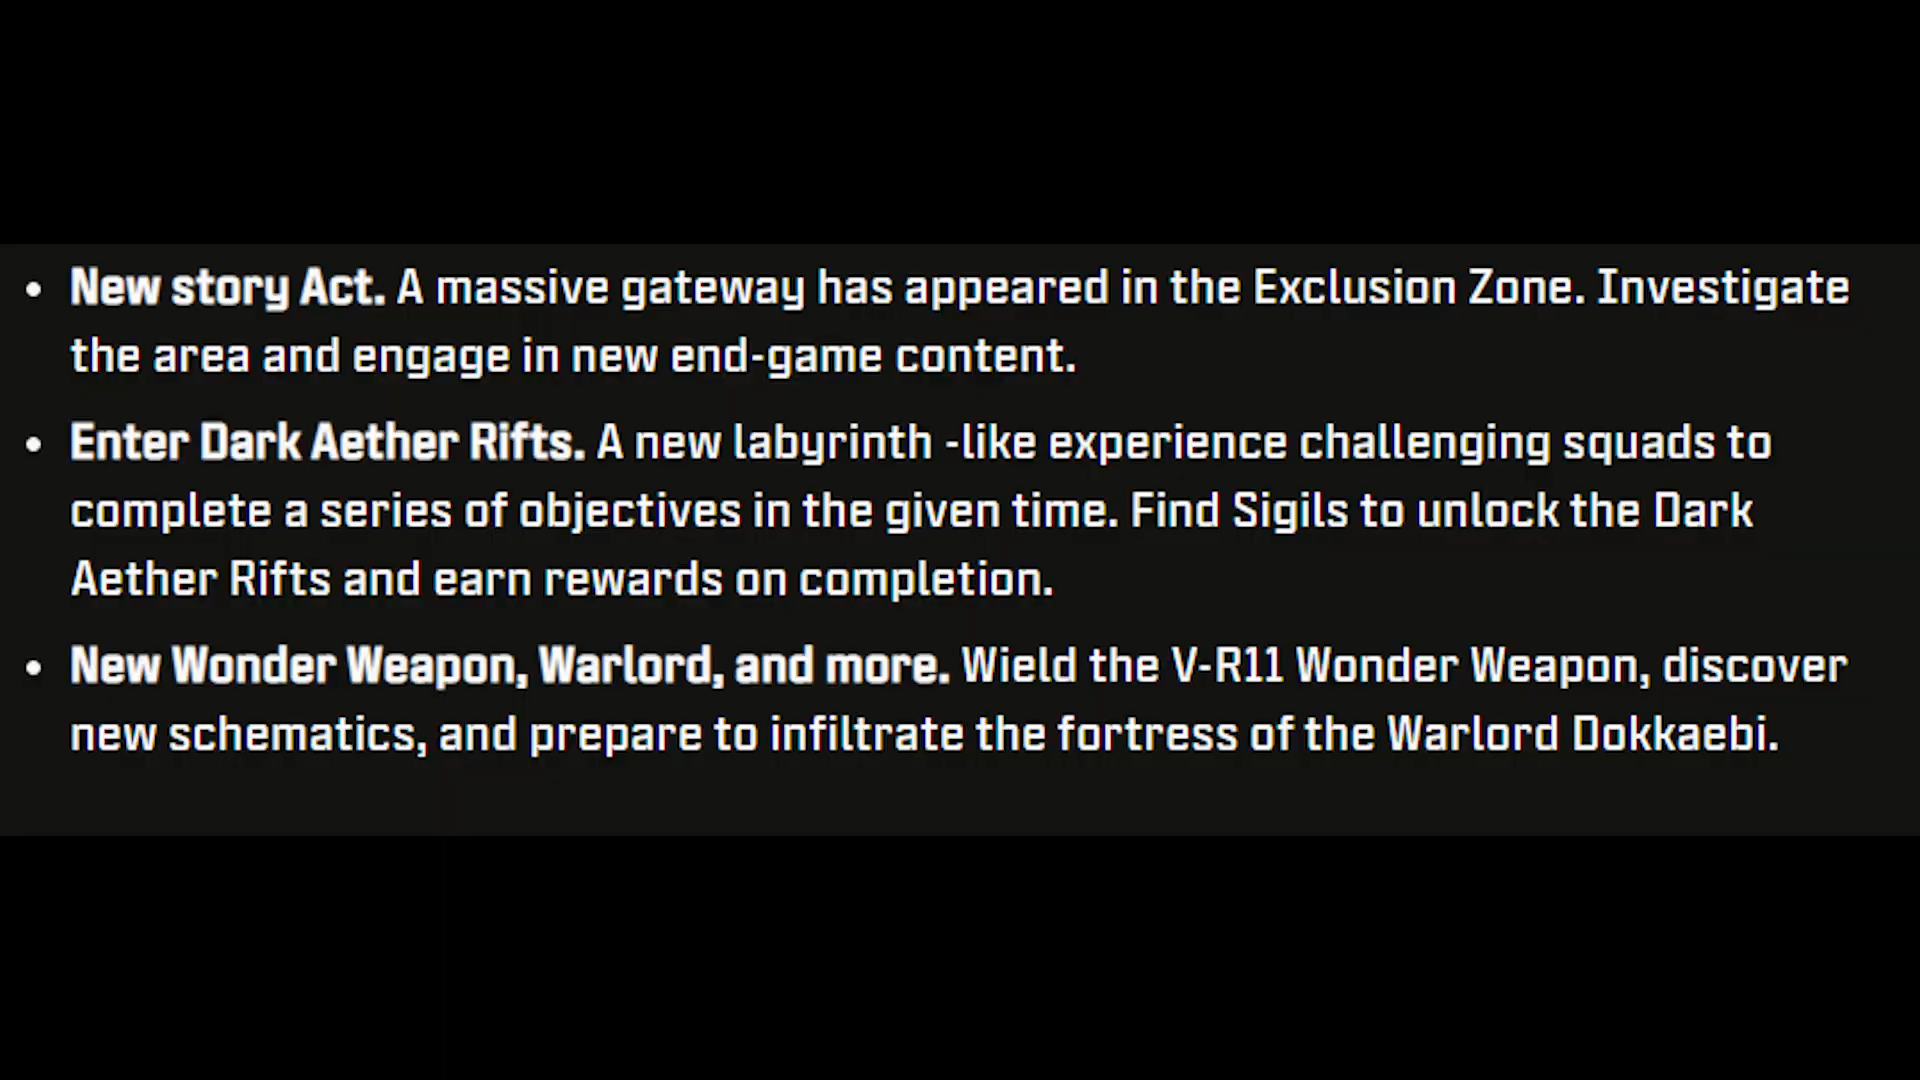 • New story Act. A massive gateway has appeared in the Exclusion Zone. Investigate
the area and engage in new end-game content.
• Enter Dark Aether Rifts. A new labyrinth -like experience challenging squads to
complete a series of objectives in the given time. Find Sigils to unlock the Dark
Aether Rifts and earn rewards on completion.
• New Wonder Weapon, Warlord, and more. Wield the V-R11 Wonder Weapon, discover
new schematics, and prepare to infiltrate the fortress of the Warlord Dokkaebi.